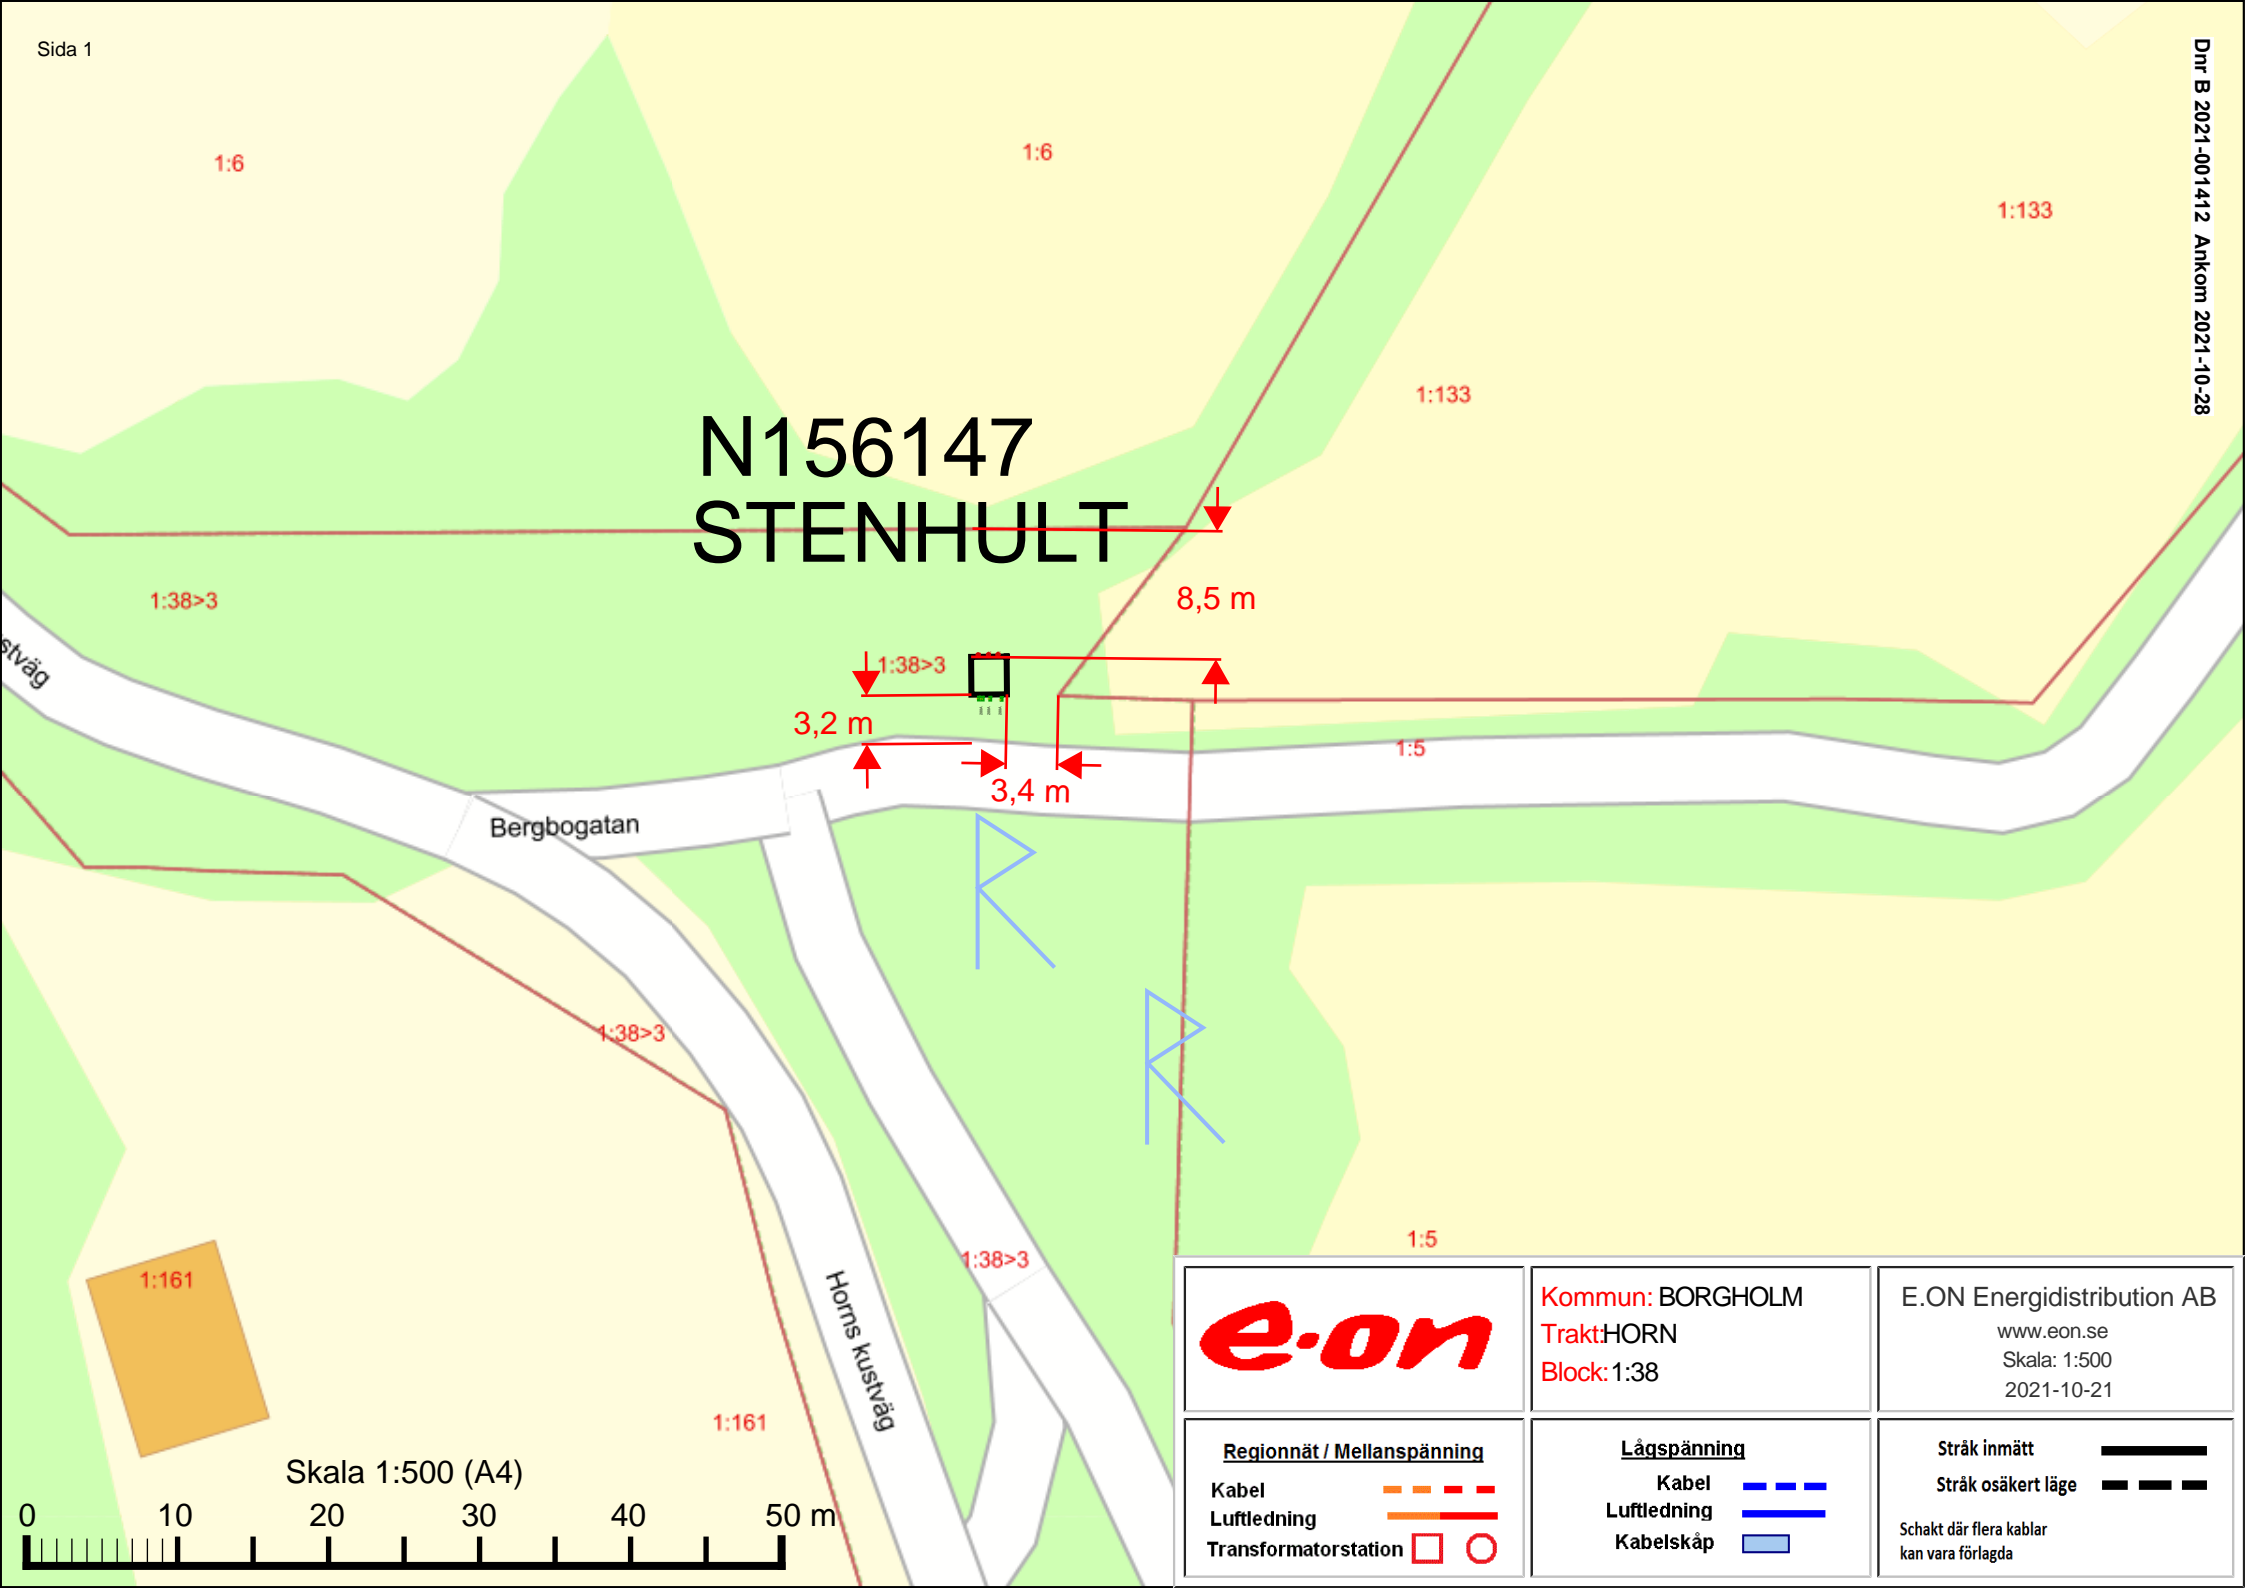 Sida 1
Dnr B 2021-001412 Ankom 2021-10-28
1:6
1:6
1:133
1:133
N156147
STENHULT
8,5 m
1:38>3
1:38>3
stväg
3,2 m
3,4 m
1:5
Bergbogatan
R
R
1:38>3
1:38>3
1:5
1:161
Horns kustväg
1:161
Skala 1:500 (A4)
0 10 20 30 40 50 m
e·on
Kommun: BORGHOLM
Trakt:HORN
Block: 1:38
E.ON Energidistribution AB
www.eon.se
Skala: 1:500
2021-10-21
Regionnät / Mellanspänning
Kabel
Luftledning
Transformatorstation
Lågspänning
Kabel
Luftledning
Kabelskåp
Stråk inmätt
Stråk osäkert läge
Schakt där flera kablar
kan vara förlagda